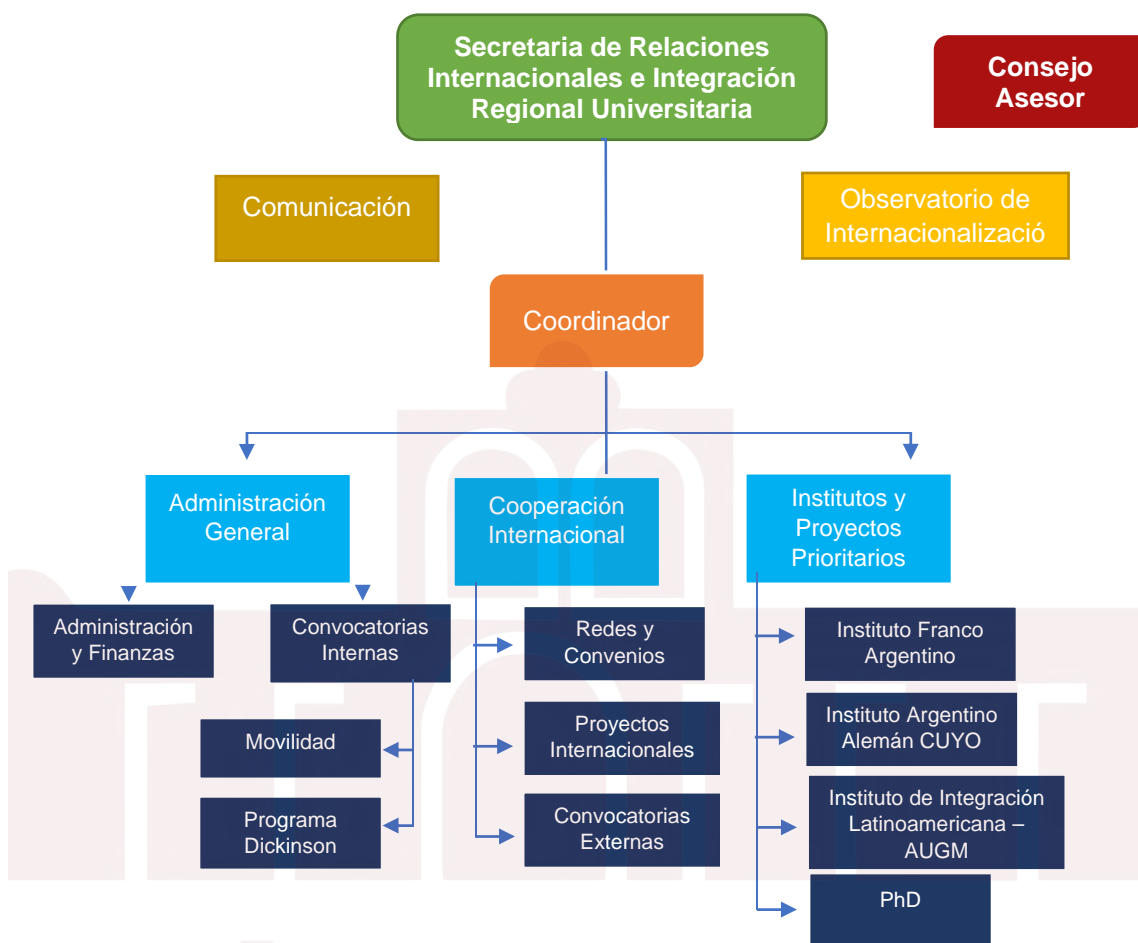 Secretaria de Relaciones
Internacionales e Integración
Regional Universitaria
Consejo
Asesor
Comunicación
Observatorio de
Internacionalizació
Coordinador
Administración
General
Cooperación
Internacional
Institutos y
Proyectos
Prioritarios
Administración
y Finanzas
Convocatorias
Internas
Redes y
Convenios
Instituto Franco
Argentino
Movilidad
Proyectos
Internacionales
Instituto Argentino
Alemán CUYO
Programa
Dickinson
Convocatorias
Externas
Instituto de Integración
Latinoamericana –
AUGM
PhD